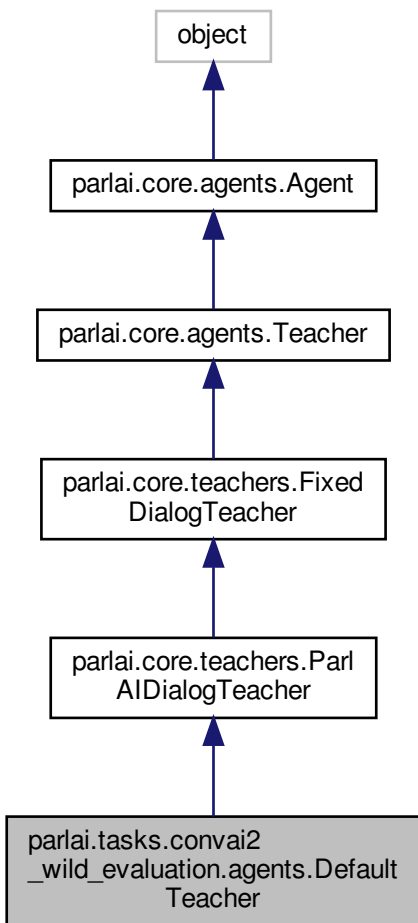 object
parlai.core.agents.Agent
parlai.core.agents.Teacher
parlai.core.teachers.Fixed
DialogTeacher
parlai.core.teachers.Parl
AIDialogTeacher
parlai.tasks.convai2
_wild_evaluation.agents.Default
Teacher